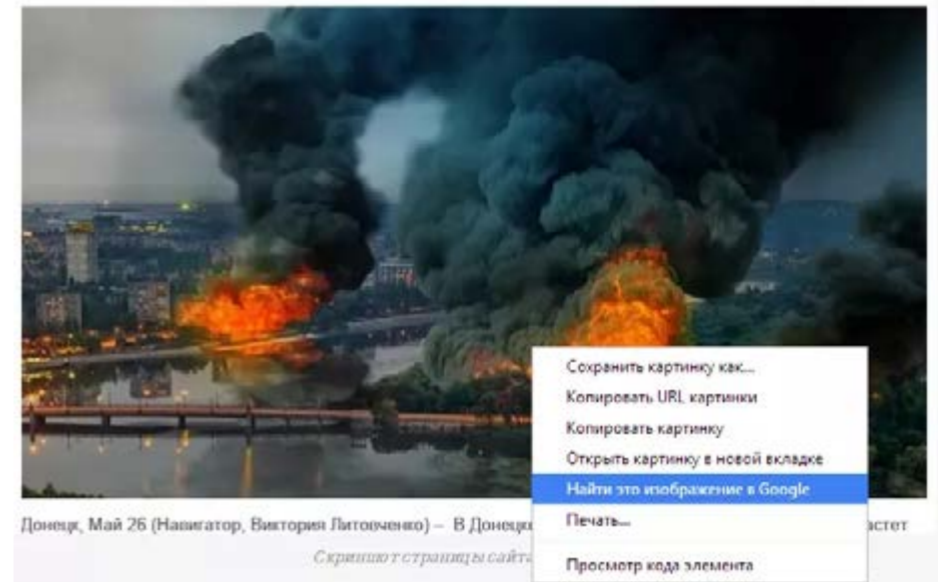 Сохранить картинку как...
Копировать URL картинки
Копировать картинку
Открыть картинку в новой вкладке
Найти это изображение в Google
Печать...
Просмотр кода элемента
Донецк, Май 26 (Навигатор, Виктория Литовченко) – В Донецк
Скриншот страницы сайта